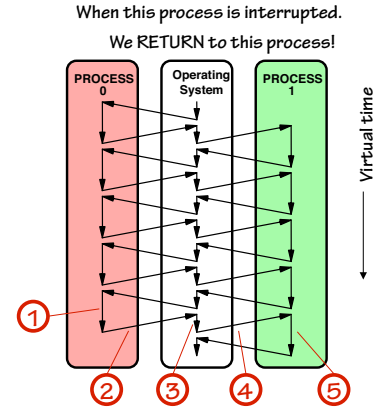 When this process is interrupted.
We RETURN to this process!
PROCESS
0
Operating
System
PROCESS
1
Virtual time
1
2
3
4
5